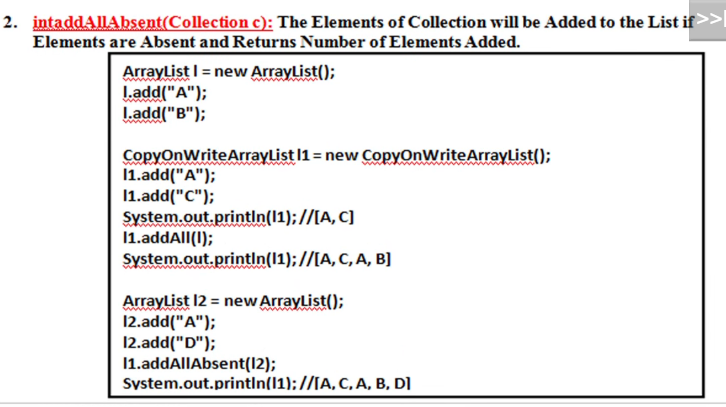 2. intaddAllAbsent(Collection c): The Elements of Collection will be Added to the List if >>
Elements are Absent and Returns Number of Elements Added.
ArrayList l = new ArrayList();
l.add("A");
l.add("B");
CopyOnWriteArrayList l1 = new CopyOnWriteArrayList();
l1.add("A");
l1.add("C");
System.out.println(l1); //[A, C]
l1.addAll(l);
System.out.println(l1); //[A, C, A, B]
ArrayList l2 = new ArrayList();
l2.add("A");
l2.add("D");
l1.addAllAbsent(l2);
System.out.println(l1); //[A, C, A, B, D]